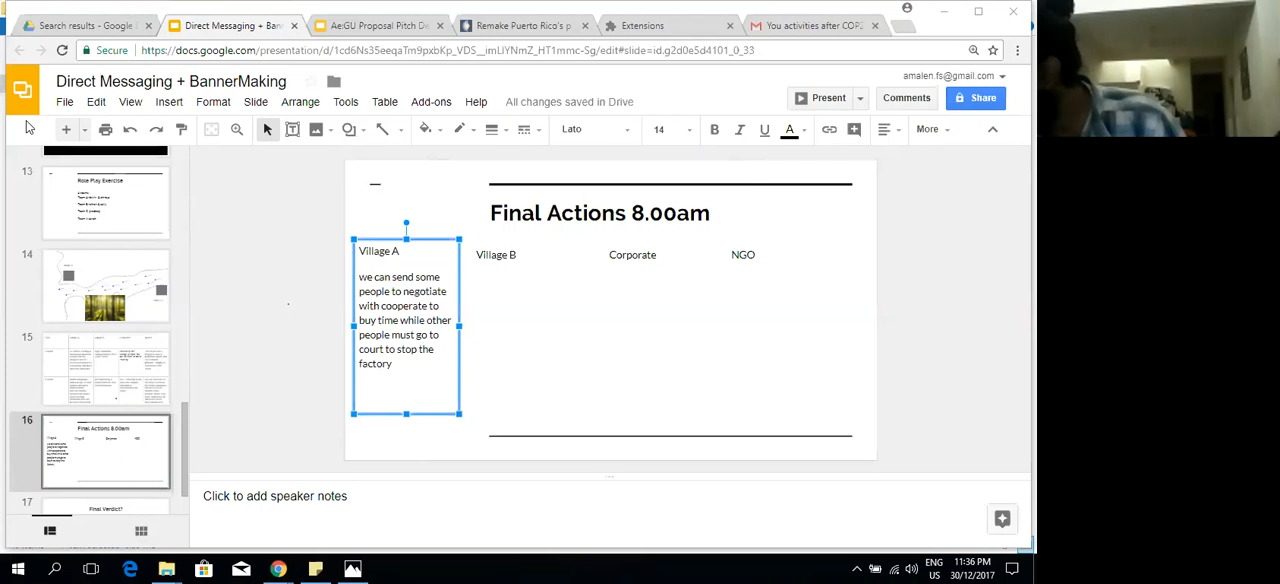 Search results - Google
Direct Messaging + Ban
Ae:GU Proposal Pitch De
Remake Puerto Rico's p
Extensions
You activities after COP
Secure
https://docs.google.com/presentation/d/1cd6Ns35eeqaTm9pxbKp_VDS__imLlYNmZ_HT1mmc-Sg/edit#slide=id.g2d0e5d4101_0_33
Direct Messaging + BannerMaking
amalen.fs@gmail.com
File Edit View Insert Format Slide Arrange Tools Table Add-ons Help All changes saved in Drive
Present
Comments
Share
Lato
14
B I U A
More
13
Role Play Exercise
14
15
16
Final Actions 8.00am
17
Final Verdict?
Final Actions 8.00am
Village A
we can send some
people to negotiate
with cooperate to
buy time while other
people must go to
court to stop the
factory
Village B
Corporate
NGO
Click to add speaker notes
ENG
US
11:36 PM
30/12/2017